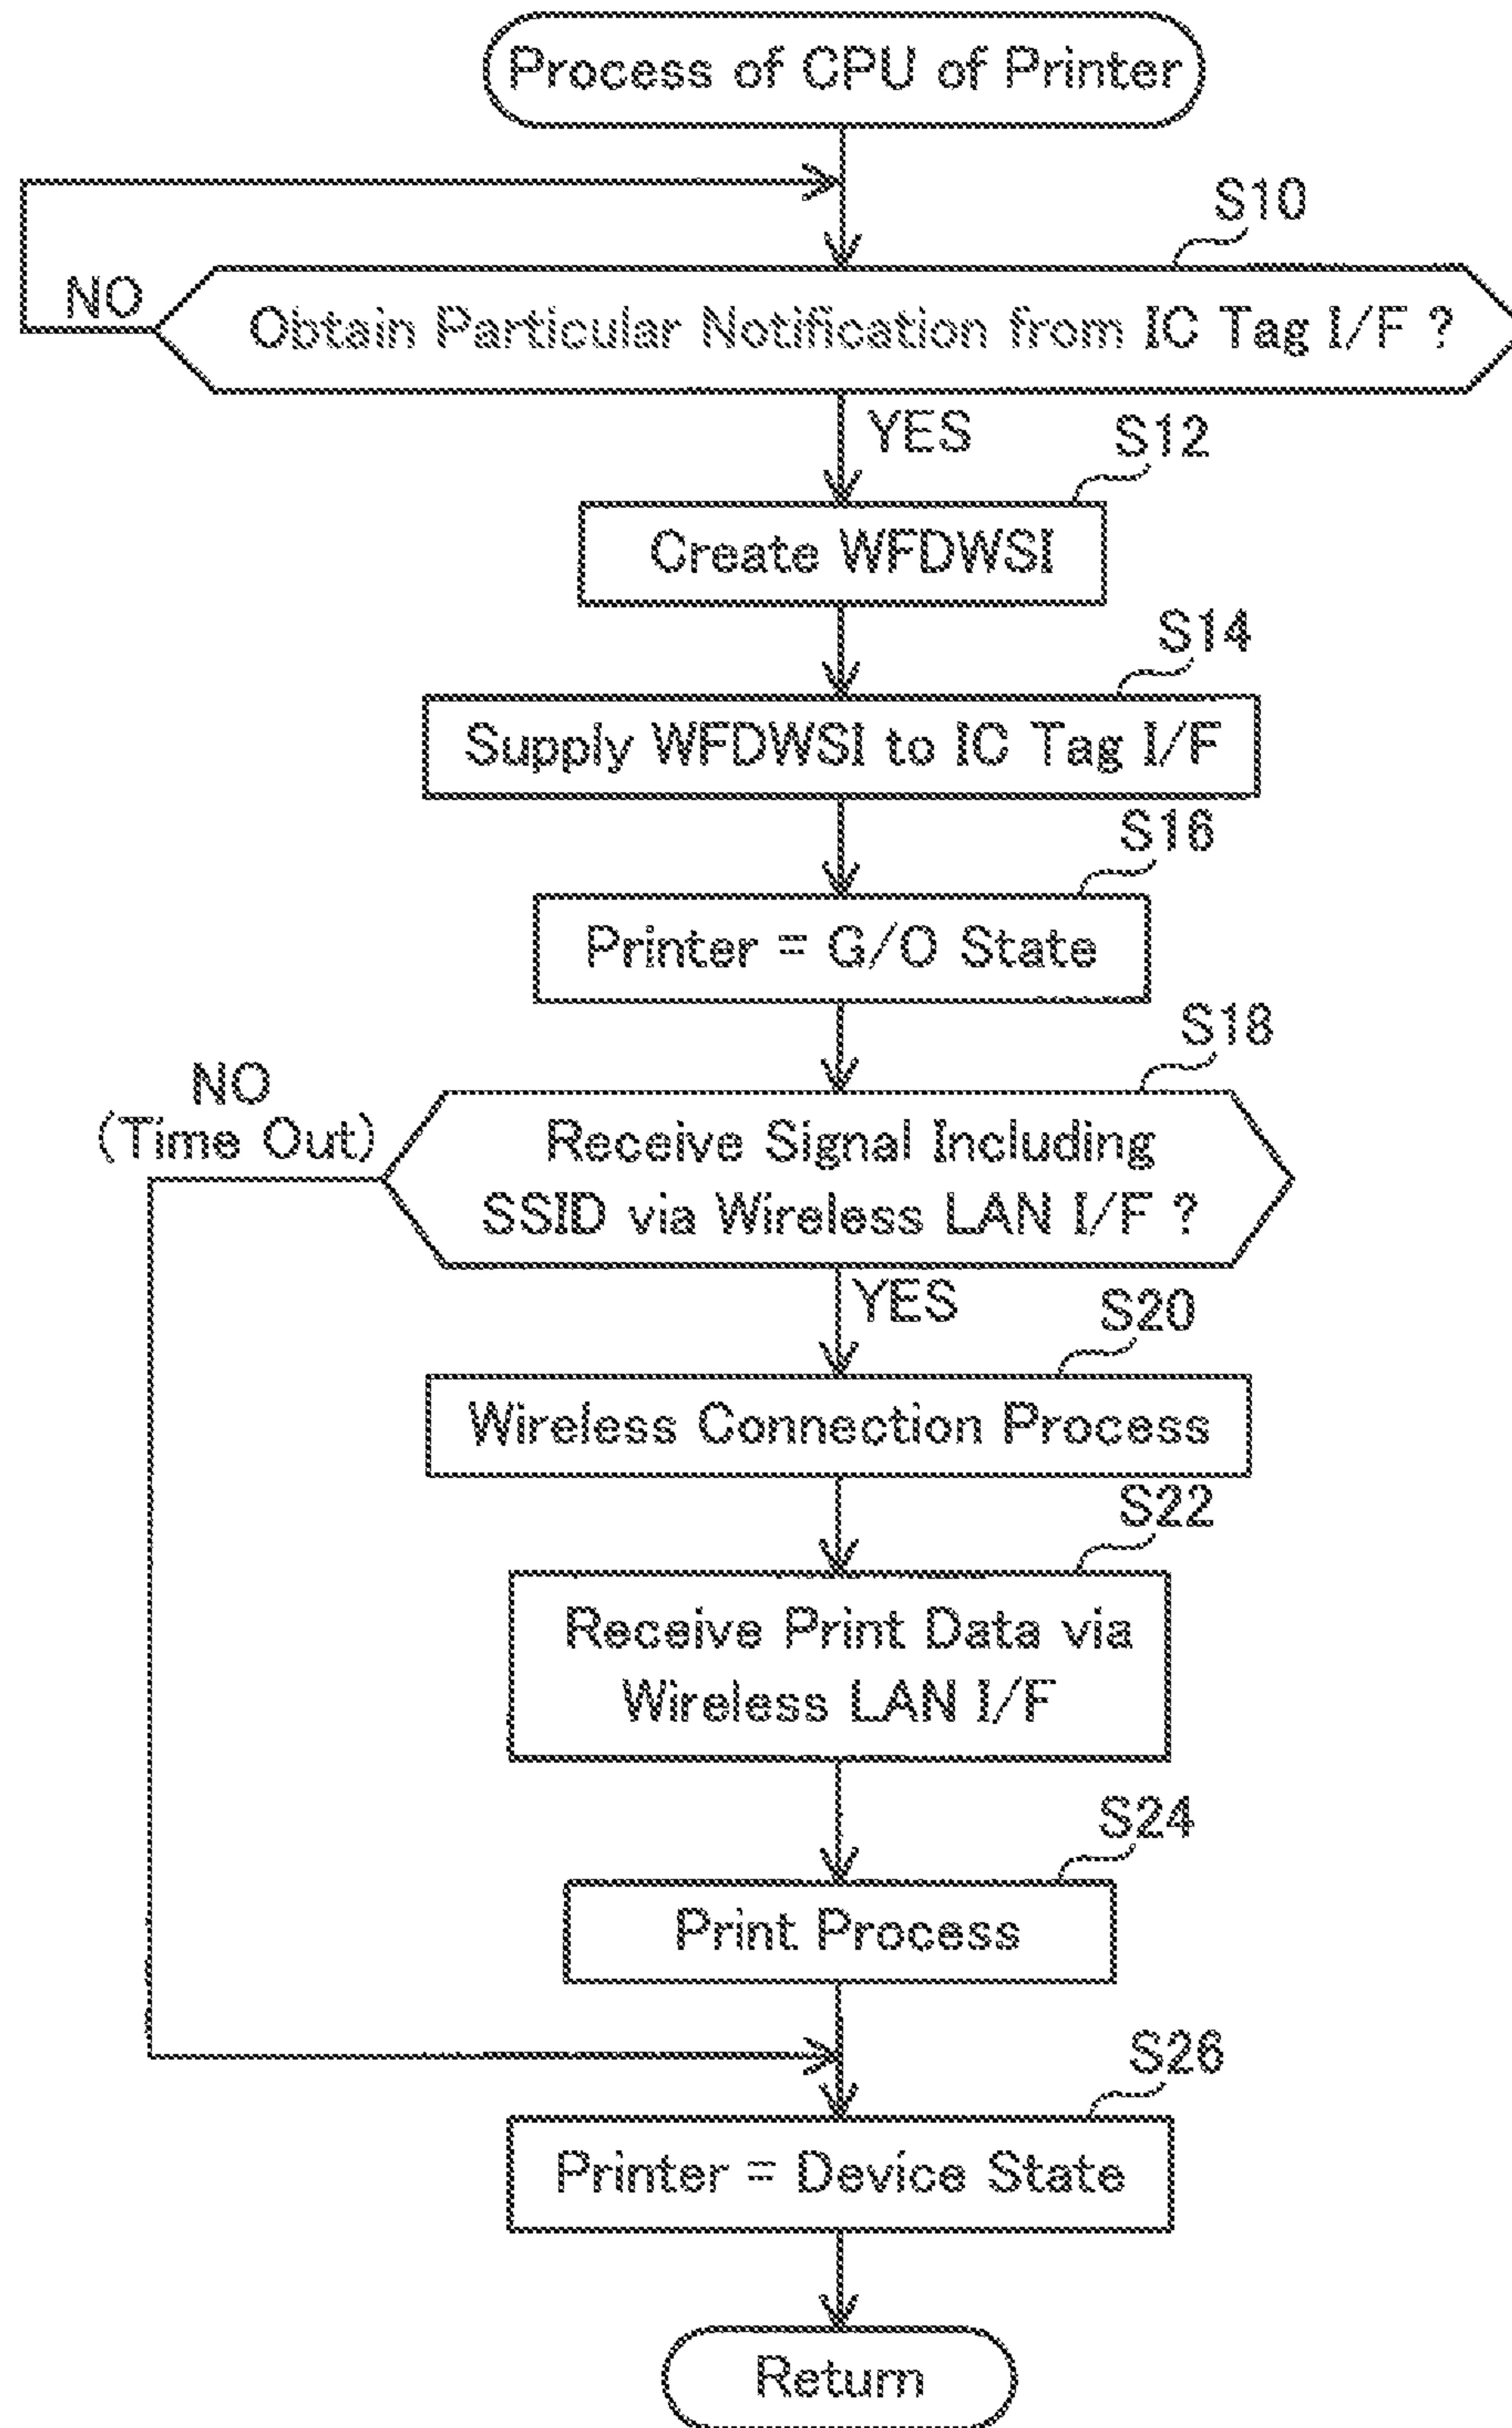 Process of CPU of Printer
S10
NO
Obtain Particular Notification from IC Tag I/F ?
YES
S12
Create WFDWSI
S14
Supply WFDWSI to IC Tag I/F
S16
Printer = G/O State
S18
NO
(Time Out)
Receive Signal Including
SSID via Wireless LAN I/F ?
YES
S20
Wireless Connection Process
S22
Receive Print Data via
Wireless LAN I/F
S24
Print Process
S26
Printer = Device State
Return